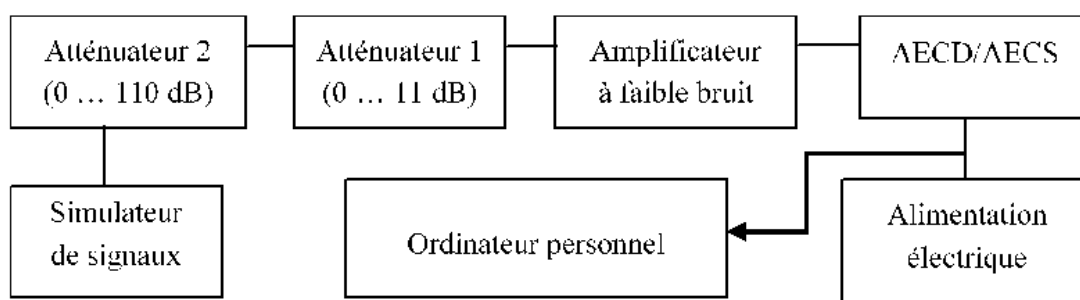 Atténuateur 2
(0 … 110 dB)
Atténuateur 1
(0 … 11 dB)
Amplificateur
à faible bruit
AECD/AECS
Simulateur
de signaux
Ordinateur personnel
Alimentation
électrique